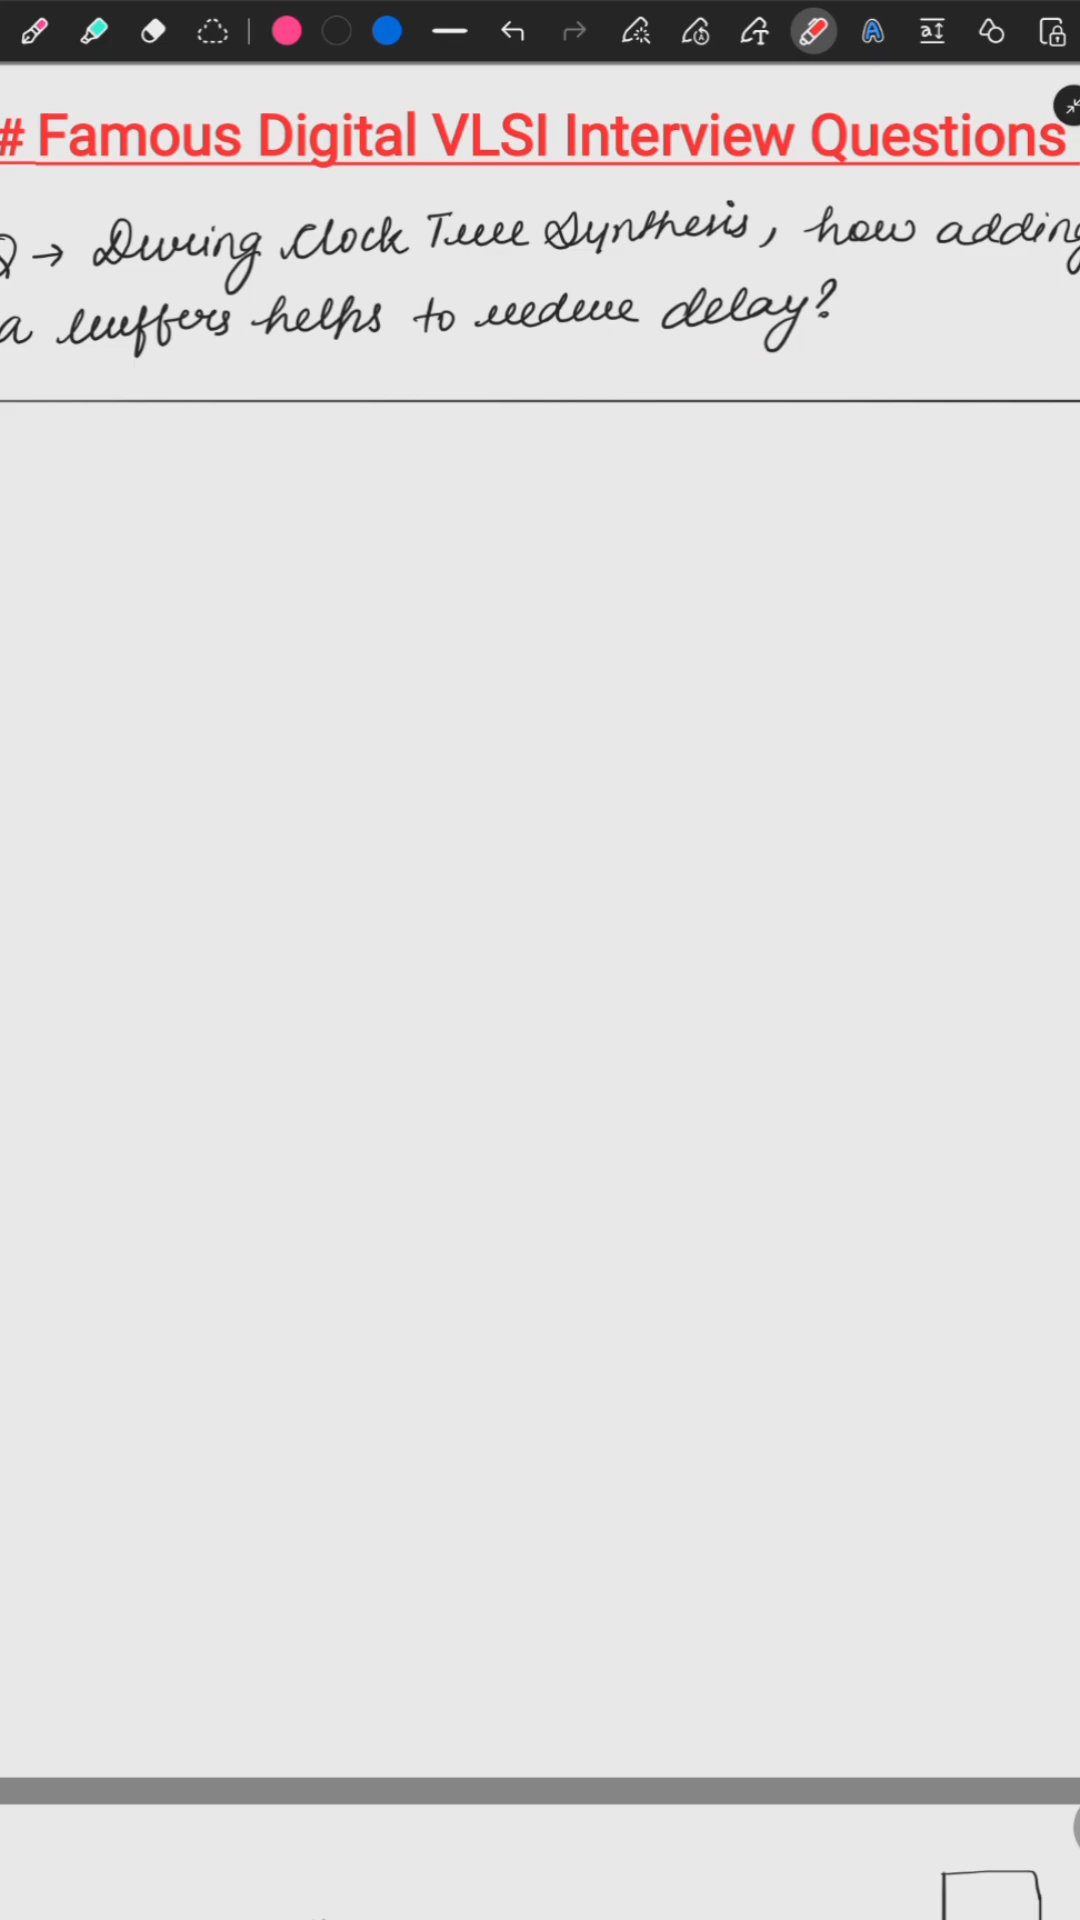 # Famous Digital VLSI Interview Questions
Q → During Clock Tree Synthesis, how adding
a buffers helps to reduce delay?